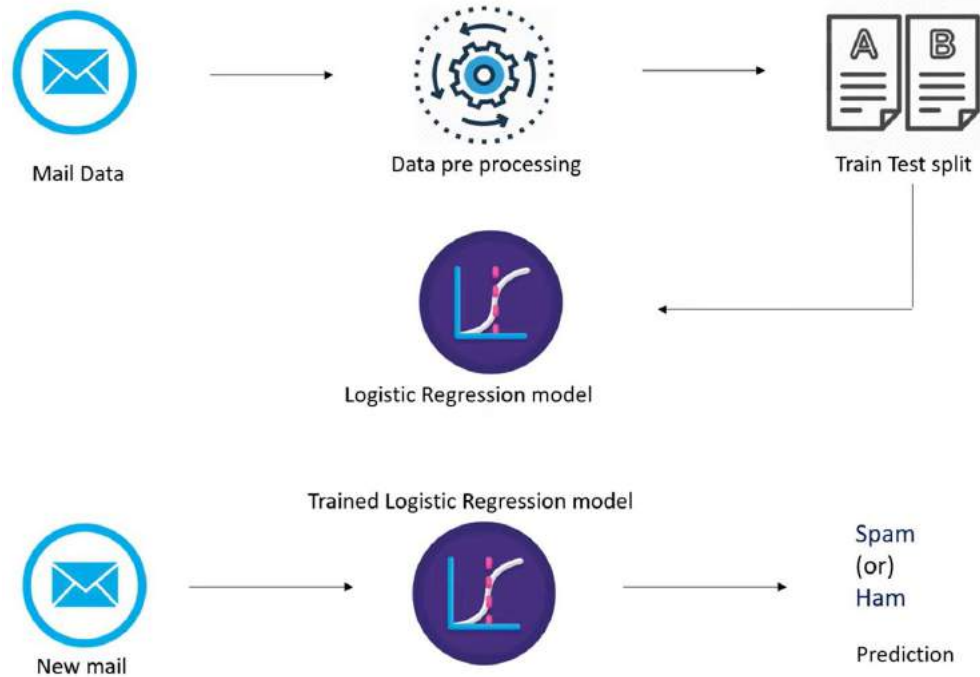 A B
Mail Data
Data pre processing
Train Test split
Logistic Regression model
Trained Logistic Regression model
New mail
Spam
(or)
Ham
Prediction